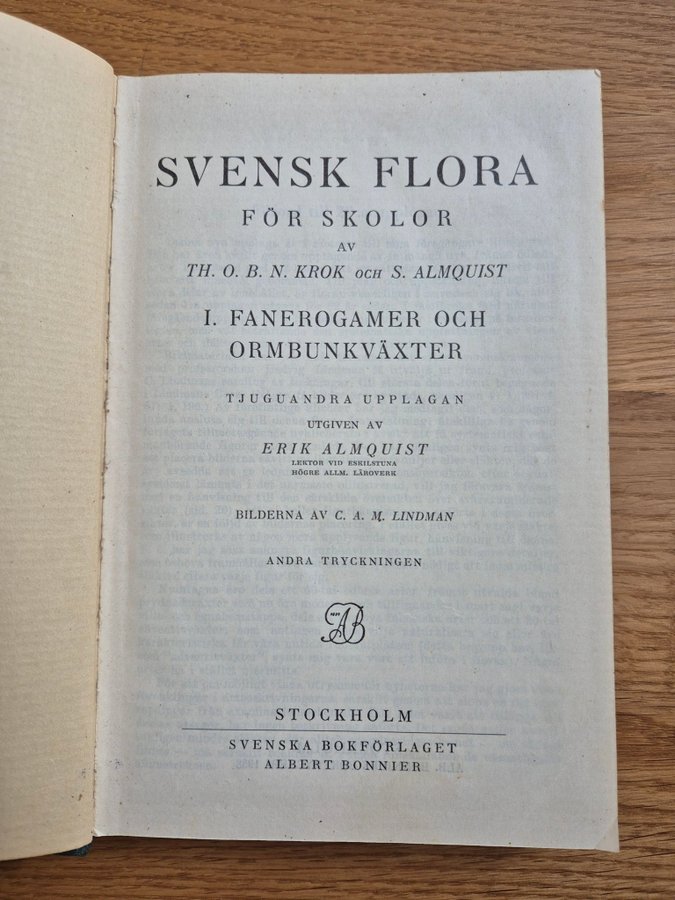 SVENSK FLORA
FÖR SKOLOR
AV
TH. O. B. N. KROK OCH S. ALMQUIST
I. FANEROGAMER OCH
ORMBUNKVÄXTER
TJUGUANDRA UPPLAGAN
UTGIVEN AV
ERIK ALMQUIST
LEKTOR VID ESKILSTUNA
HÖGRE ALLM. LÄROVERK
BILDERNA AV C. A. M. LINDMAN
ANDRA TRYCKNINGEN
STOCKHOLM
SVENSKA BOKFÖRLAGET
ALBERT BONNIER